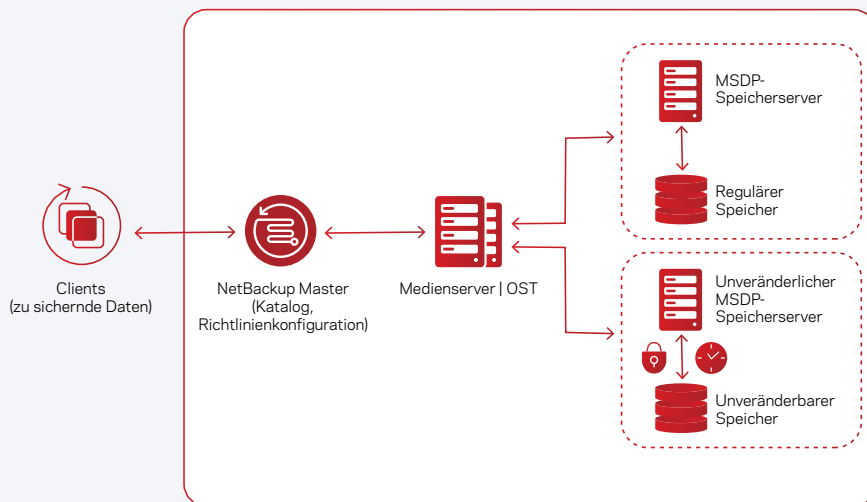 Clients
(zu sichernde Daten)
NetBackup Master
(Katalog,
Richtlinienkonfiguration)
Medienserver | OST
MSDP-
Speicherserver
Regulärer
Speicher
Unveränderlicher
MSDP-
Speicherserver
Unveränderbarer
Speicher